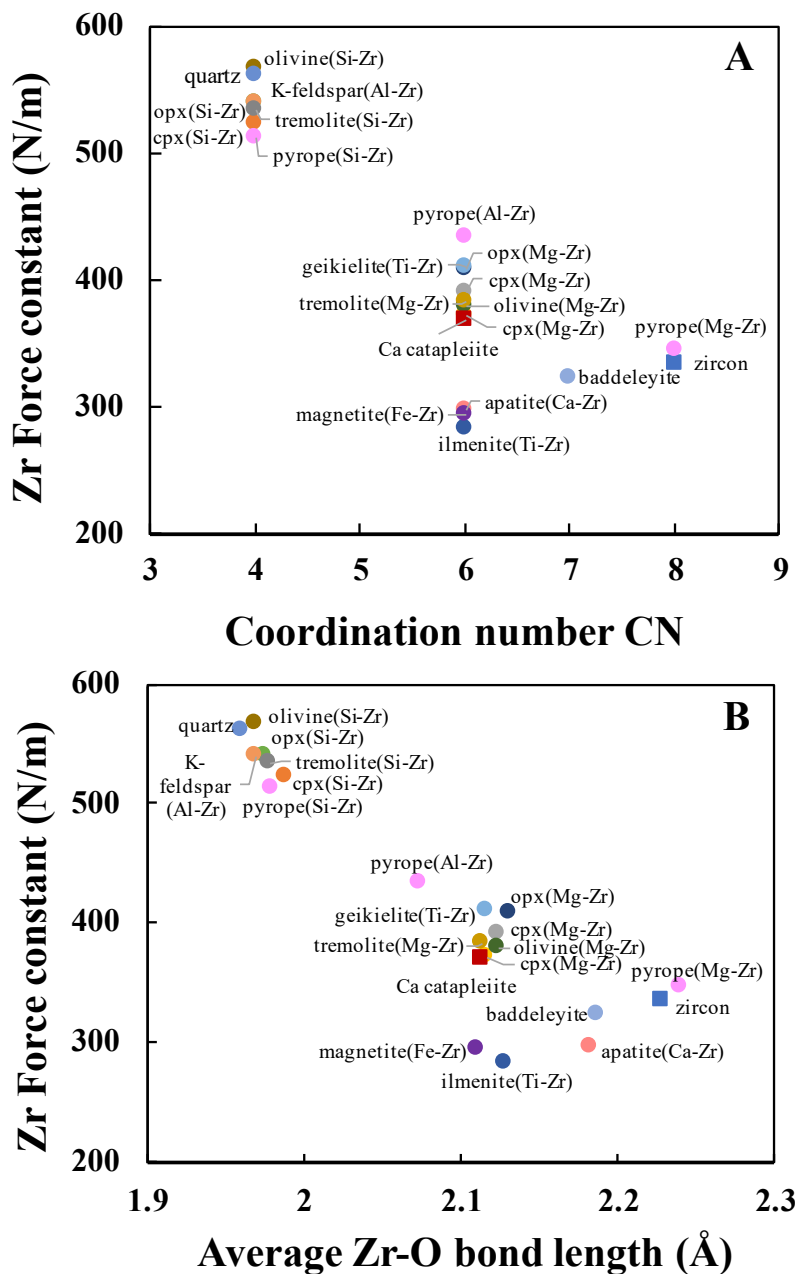 A
Zr Force constant (N/m)
600
500
400
300
200
olivine(Si-Zr)
quartz
K-feldspar(Al-Zr)
opx(Si-Zr)
tremolite(Si-Zr)
cpx(Si-Zr)
pyrope(Si-Zr)
pyrope(Al-Zr)
opx(Mg-Zr)
geikielite(Ti-Zr)
cpx(Mg-Zr)
tremolite(Mg-Zr)
olivine(Mg-Zr)
cpx(Mg-Zr)
pyrope(Mg-Zr)
Ca catapleiite
zircon
baddeleyite
apatite(Ca-Zr)
magnetite(Fe-Zr)
ilmenite(Ti-Zr)
3 4 5 6 7 8 9
Coordination number CN
B
Zr Force constant (N/m)
600
500
400
300
200
olivine(Si-Zr)
quartz
opx(Si-Zr)
K-
tremolite(Si-Zr)
feldspar
cpx(Si-Zr)
(Al-Zr)
pyrope(Si-Zr)
pyrope(Al-Zr)
opx(Mg-Zr)
geikielite(Ti-Zr)
cpx(Mg-Zr)
tremolite(Mg-Zr)
olivine(Mg-Zr)
cpx(Mg-Zr)
pyrope(Mg-Zr)
Ca catapleiite
zircon
baddeleyite
magnetite(Fe-Zr)
apatite(Ca-Zr)
ilmenite(Ti-Zr)
1.9 2 2.1 2.2 2.3
Average Zr-O bond length (Å)